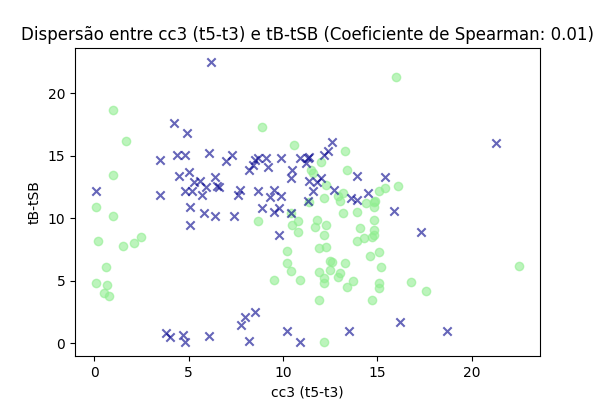 Dispersão entre cc3 (t5-t3) e tB-tSB (Coeficiente de Spearman: 0.01)
tB-tSB
20
15
10
5
0
0 5 10 15 20
cc3 (t5-t3)